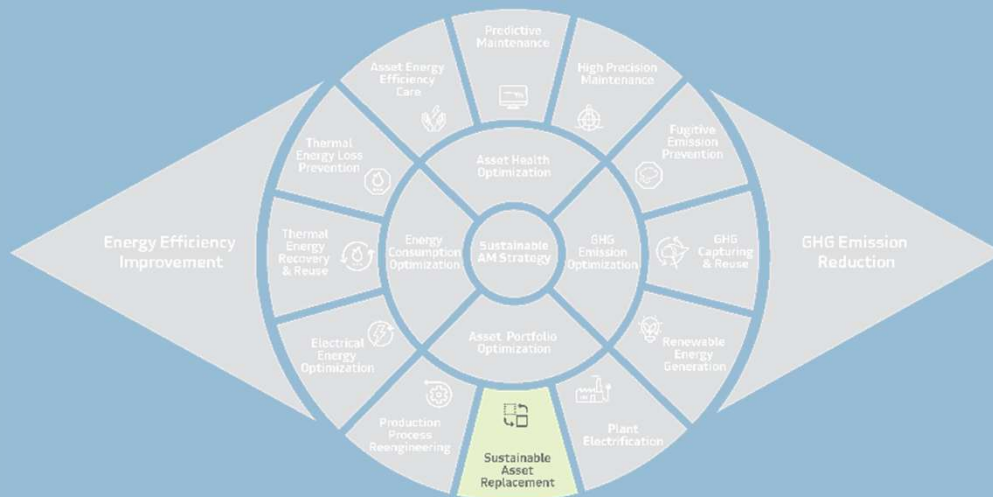 Predictive
Maintenance
Asset Energy
Efficiency
Care
High Precision
Maintenance
Thermal
Energy Loss
Prevention
Fugitive
Emission
Prevention
Asset Health
Optimization
Energy Efficiency
Improvement
Thermal
Energy
Recovery
& Reuse
Energy
Consumption
Optimization
Sustainable
AM Strategy
GHG
Emission
Optimization
GHG
Capturing
& Reuse
GHG Emission
Reduction
Electrical
Energy
Optimization
Asset Portfolio
Optimization
Renewable
Energy
Generation
Production
Process
Reengineering
Sustainable
Asset
Replacement
Plant
Electrification